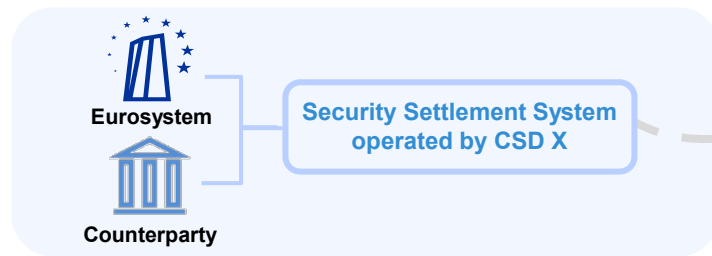 Eurosystem
Security Settlement System
operated by CSD X
Counterparty